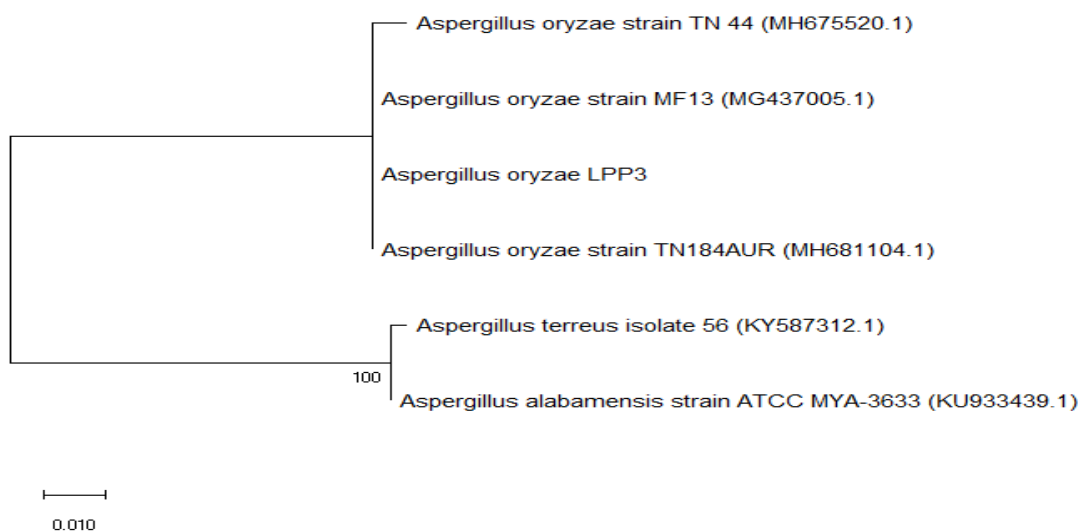 Aspergillus oryzae strain TN 44 (MH675520.1)
Aspergillus oryzae strain MF13 (MG437005.1)
Aspergillus oryzae LPP3
Aspergillus oryzae strain TN184AUR (MH681104.1)
Aspergillus terreus isolate 56 (KY587312.1)
100
Aspergillus alabamensis strain ATCC MYA-3633 (KU933439.1)
0.010